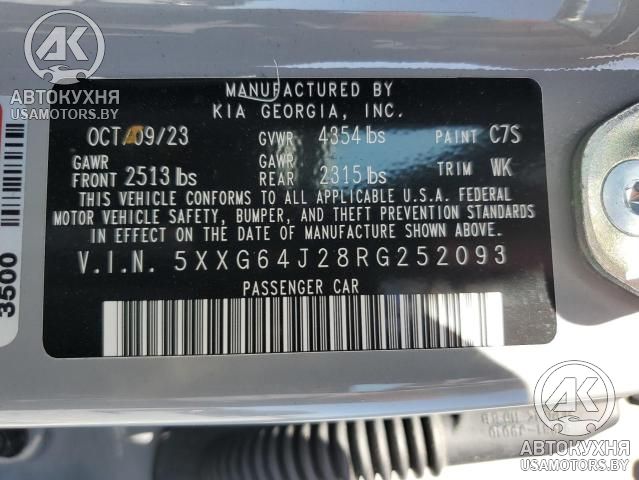 AK
АВТОКУХНЯ
USAMOTORS.BY
MANUFACTURED BY
KIA GEORGIA, INC.
OCT/09/23 GVWR 4354 lbs PAINT C7S
GAWR FRONT 2513 lbs GAWR REAR 2315 lbs TRIM WK
THIS VEHICLE CONFORMS TO ALL APPLICABLE U.S.A. FEDERAL
MOTOR VEHICLE SAFETY, BUMPER, AND THEFT PREVENTION STANDARDS
IN EFFECT ON THE DATE OF MANUFACTURE SHOWN ABOVE.
V.I.N. 5XXG64J28RG252093
PASSENGER CAR
3500
AK
АВТОКУХНЯ
USAMOTORS.BY